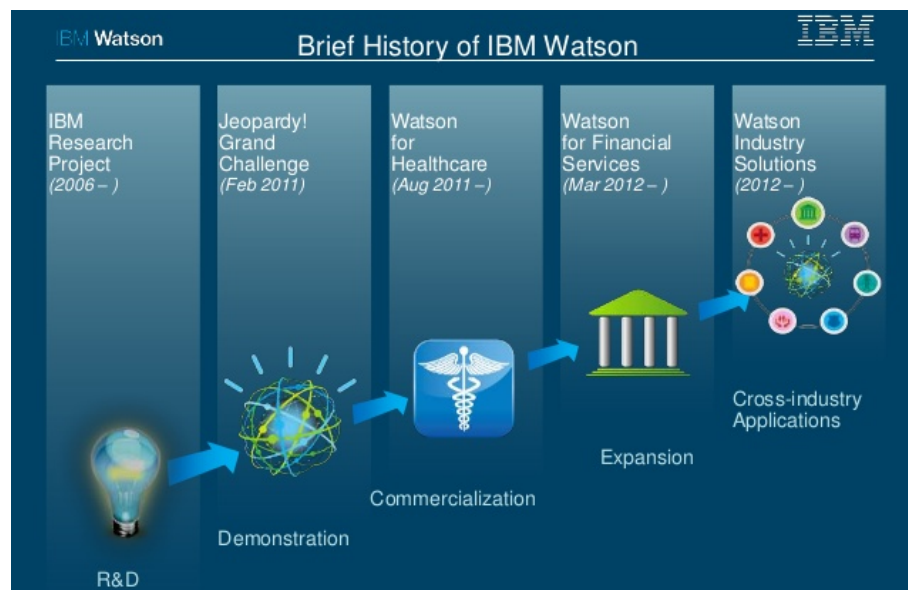 IBM Watson
Brief History of IBM Watson
IBM
IBM
Research
Project
(2006 – )
Jeopardy!
Grand
Challenge
(Feb 2011)
Watson
for
Healthcare
(Aug 2011 –)
Watson
for Financial
Services
(Mar 2012 – )
Watson
Industry
Solutions
(2012 – )
Cross-industry
Applications
Expansion
Commercialization
Demonstration
R&D